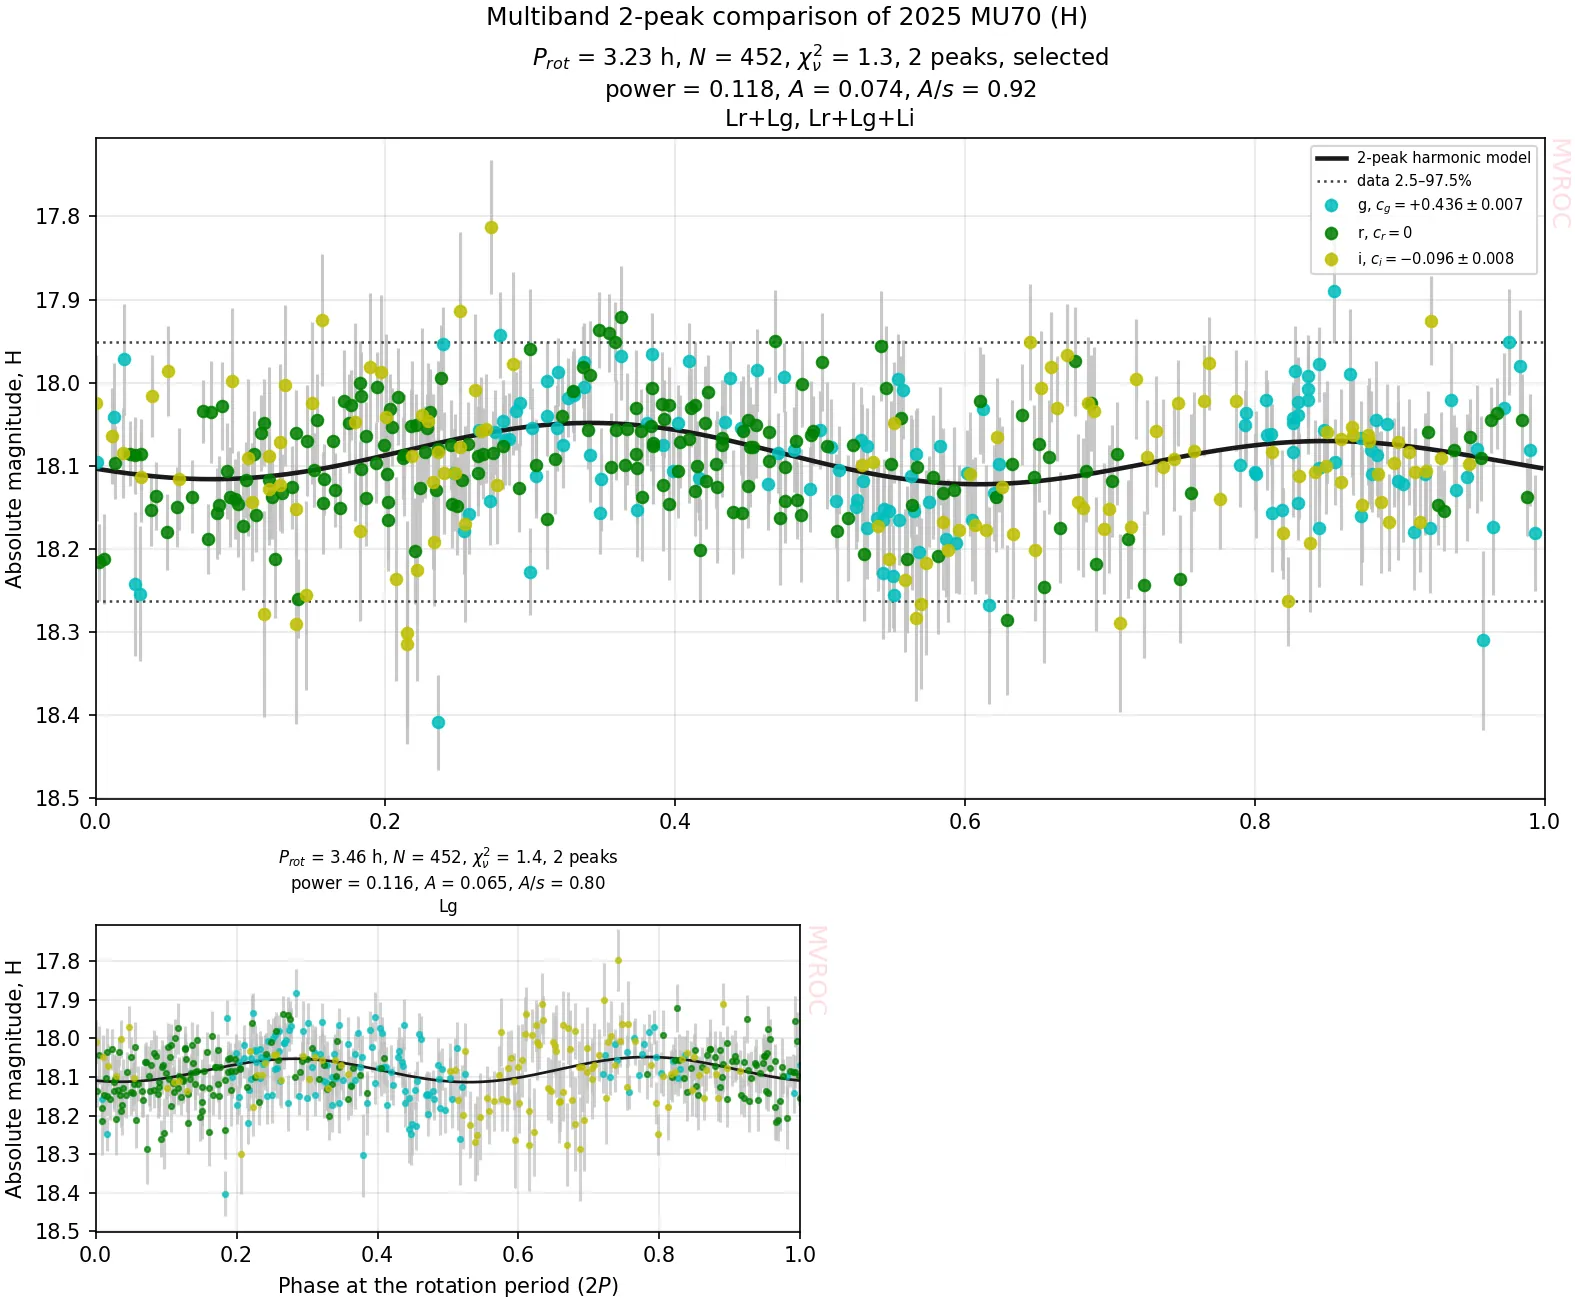 Multiband 2-peak comparison of 2025 MU70 (H)
P_rot = 3.23 h, N = 452, χ²_ν = 1.3, 2 peaks, selected
power = 0.118, A = 0.074, A/s = 0.92
Lr+Lg, Lr+Lg+Li
2-peak harmonic model
data 2.5–97.5%
g, c_g = +0.436 ± 0.007
r, c_r = 0
i, c_i = −0.096 ± 0.008
MVROC
Absolute magnitude, H
17.8
17.9
18.0
18.1
18.2
18.3
18.4
18.5
0.0 0.2 0.4 0.6 0.8 1.0
P_rot = 3.46 h, N = 452, χ²_ν = 1.4, 2 peaks
power = 0.116, A = 0.065, A/s = 0.80
Lg
MVROC
Absolute magnitude, H
17.8
17.9
18.0
18.1
18.2
18.3
18.4
18.5
0.0 0.2 0.4 0.6 0.8 1.0
Phase at the rotation period (2P)